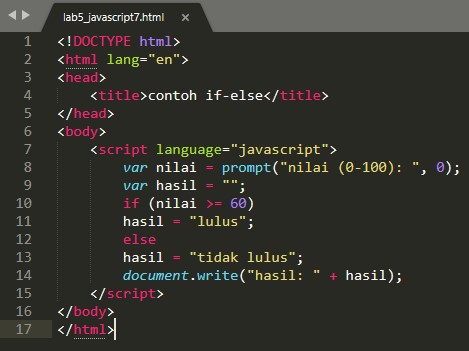 lab5_javascript7.html ×
1 <!DOCTYPE html>
2 <html lang="en">
3 <head>
4     <title>contoh if-else</title>
5 </head>
6 <body>
7     <script language="javascript">
8         var nilai = prompt("nilai (0-100): ", 0);
9         var hasil = "";
10         if (nilai >= 60)
11         hasil = "lulus";
12         else
13         hasil = "tidak lulus";
14         document.write("hasil: " + hasil);
15     </script>
16 </body>
17 </html>